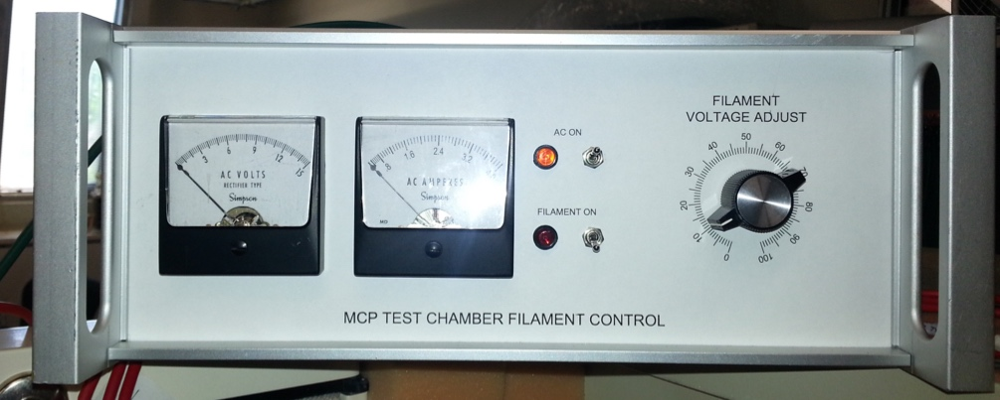 FILAMENT
VOLTAGE ADJUST
0 10 20 30 40 50 60 80 90 100
3 6 9 12 15
AC VOLTS
RECTIFIER TYPE
Simpson
.8 1.6 2.4 3.2
AC AMPERES
Simpson
AC ON
FILAMENT ON
MCP TEST CHAMBER FILAMENT CONTROL